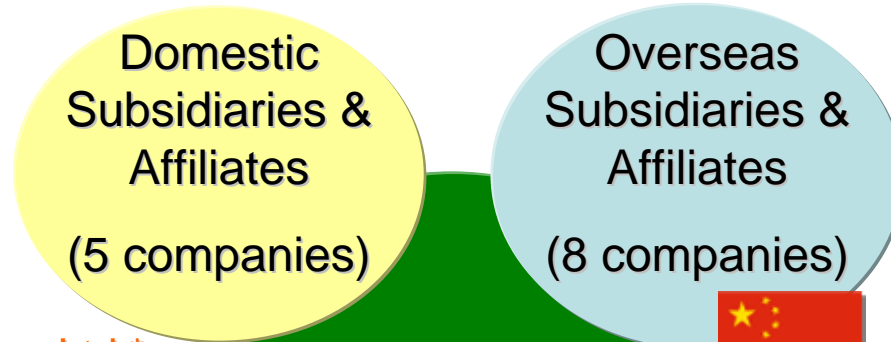 Domestic
Subsidiaries &
Affiliates
(5 companies)
Overseas
Subsidiaries &
Affiliates
(8 companies)